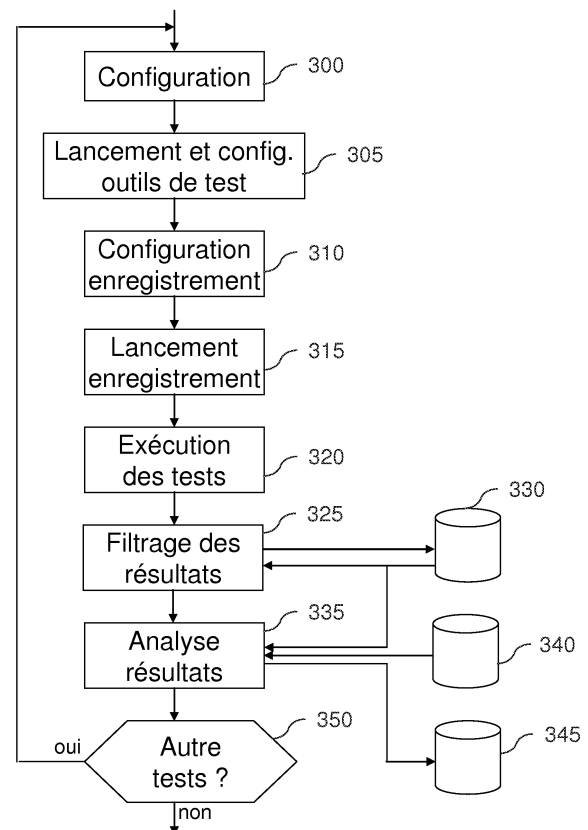 Configuration
300
Lancement et config.
outils de test
305
Configuration
enregistrement
310
Lancement
enregistrement
315
Exécution
des tests
320
325
330
Filtrage des
résultats
335
Analyse
résultats
340
345
350
Autre
tests ?
oui
non